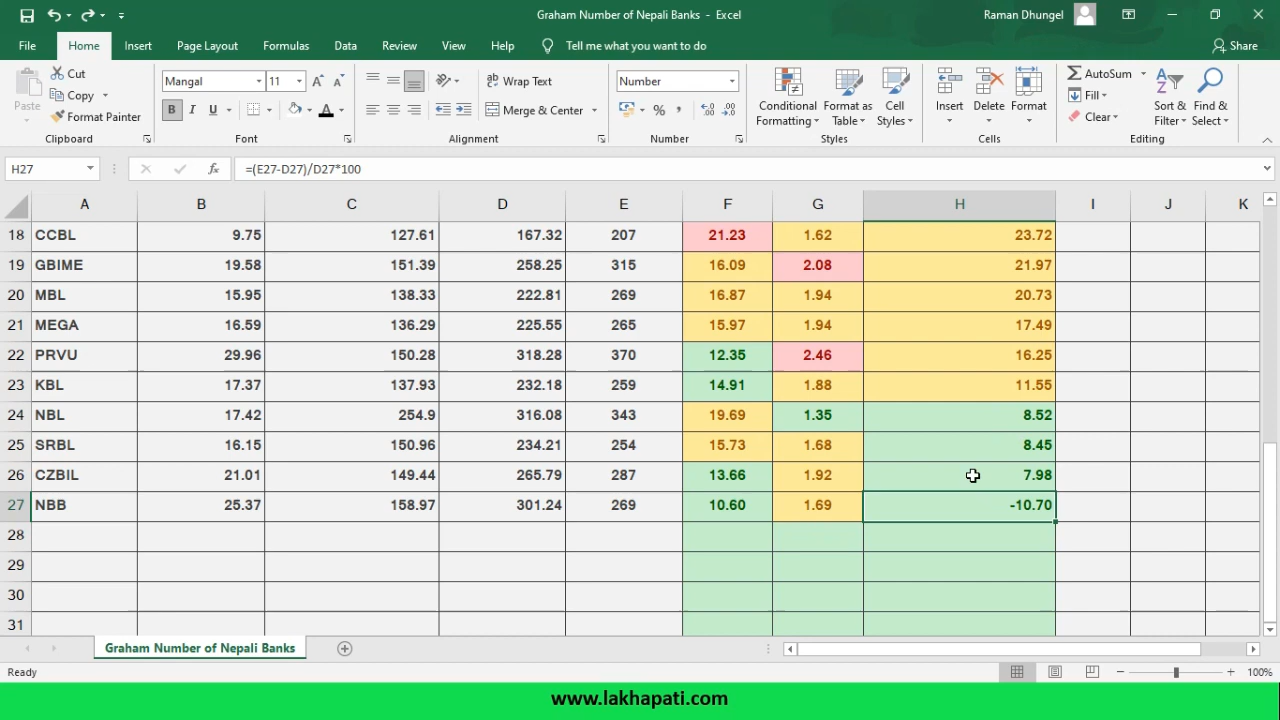 Graham Number of Nepali Banks - Excel
Raman Dhungel
File Home Insert Page Layout Formulas Data Review View Help Tell me what you want to do Share
Paste
Cut
Copy
Format Painter
Clipboard
Mangal 11
B I U
Font
Wrap Text
Merge & Center
Alignment
Number
Number
Conditional Formatting
Format as Table
Cell Styles
Styles
Insert
Delete
Format
Cells
AutoSum
Fill
Clear
Sort & Filter
Find & Select
Editing
H27 fx =(E27-D27)/D27*100
A B C D E F G H I J K
18 CCBL 9.75 127.61 167.32 207 21.23 1.62 23.72
19 GBIME 19.58 151.39 258.25 315 16.09 2.08 21.97
20 MBL 15.95 138.33 222.81 269 16.87 1.94 20.73
21 MEGA 16.59 136.29 225.55 265 15.97 1.94 17.49
22 PRVU 29.96 150.28 318.28 370 12.35 2.46 16.25
23 KBL 17.37 137.93 232.18 259 14.91 1.88 11.55
24 NBL 17.42 254.9 316.08 343 19.69 1.35 8.52
25 SRBL 16.15 150.96 234.21 254 15.73 1.68 8.45
26 CZBIL 21.01 149.44 265.79 287 13.66 1.92 7.98
27 NBB 25.37 158.97 301.24 269 10.60 1.69 -10.70
28
29
30
31
Graham Number of Nepali Banks
Ready 100%
www.lakhapati.com